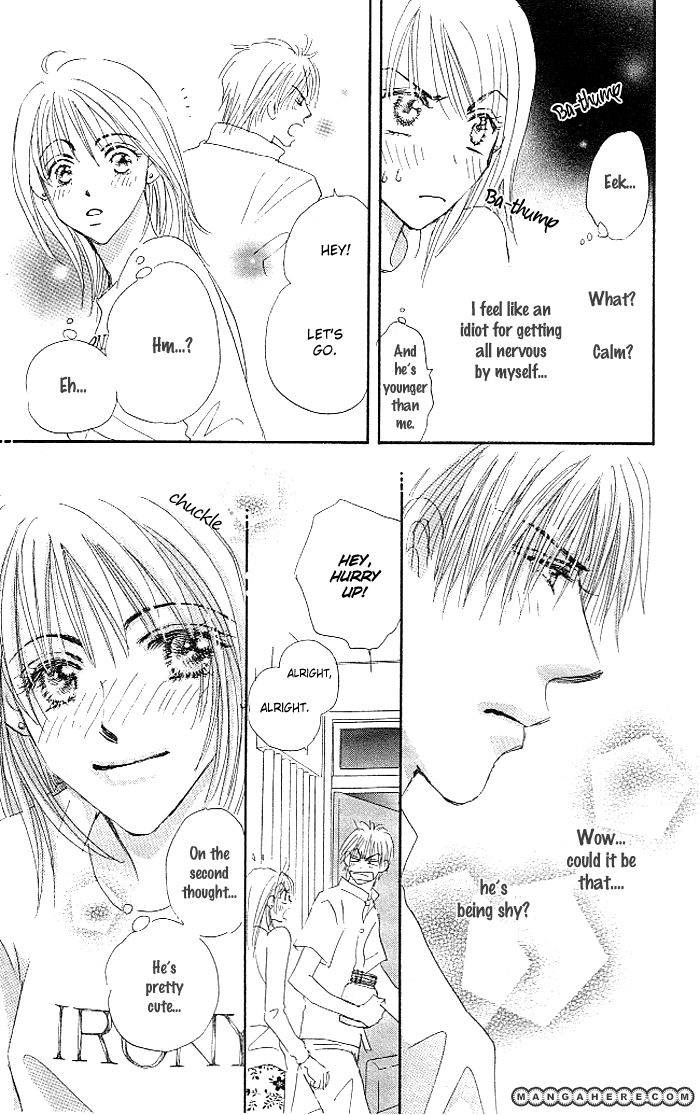 Ba-thump
Ba-thump
Eek...
What?
Calm?
I feel like an
idiot for getting
all nervous
by myself...
And
he's
younger
than
me.
HEY!
LET'S
GO.
Hm...?
Eh...
Wow...
could it be
that....
he's
being shy?
HEY,
HURRY
UP!
ALRIGHT,
ALRIGHT.
chuckle
On the
second
thought...
He's
pretty
cute...
IRONY
MANGAHERE.COM